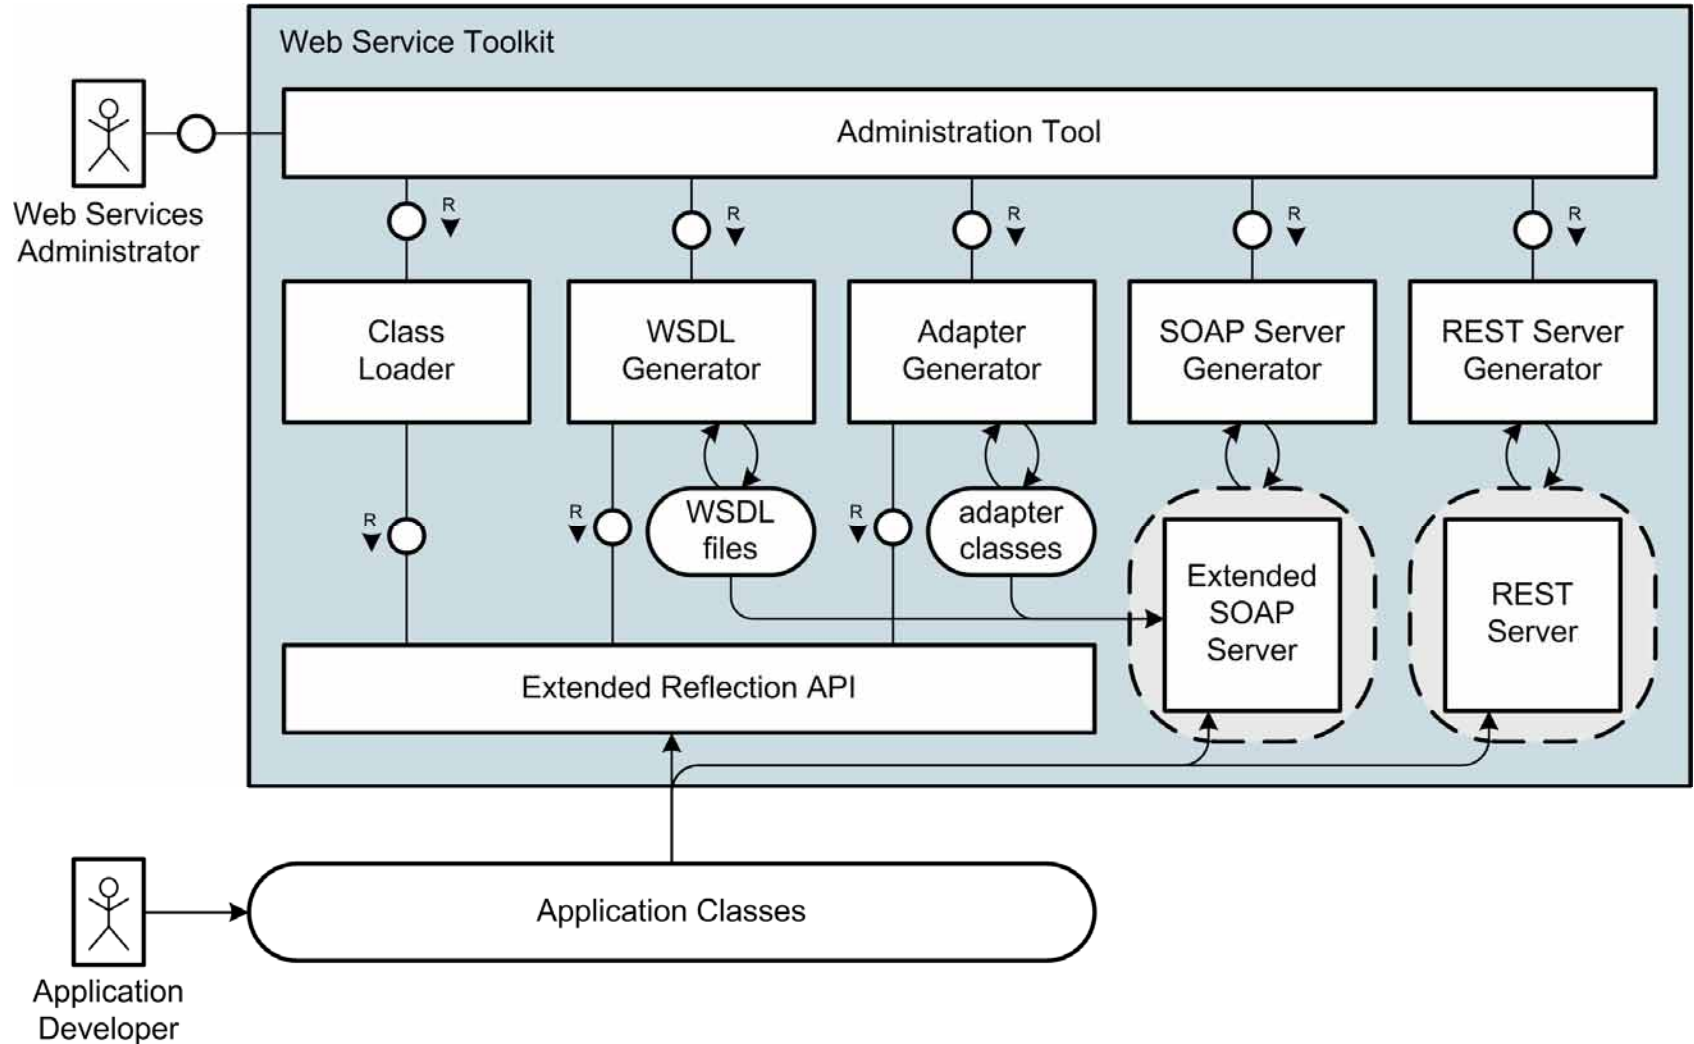 Web Service Toolkit
Administration Tool
Web Services
Administrator
R
R
R
R
R
Class
Loader
WSDL
Generator
Adapter
Generator
SOAP Server
Generator
REST Server
Generator
R
R
R
WSDL
files
adapter
classes
Extended
SOAP
Server
REST
Server
Extended Reflection API
Application Classes
Application
Developer